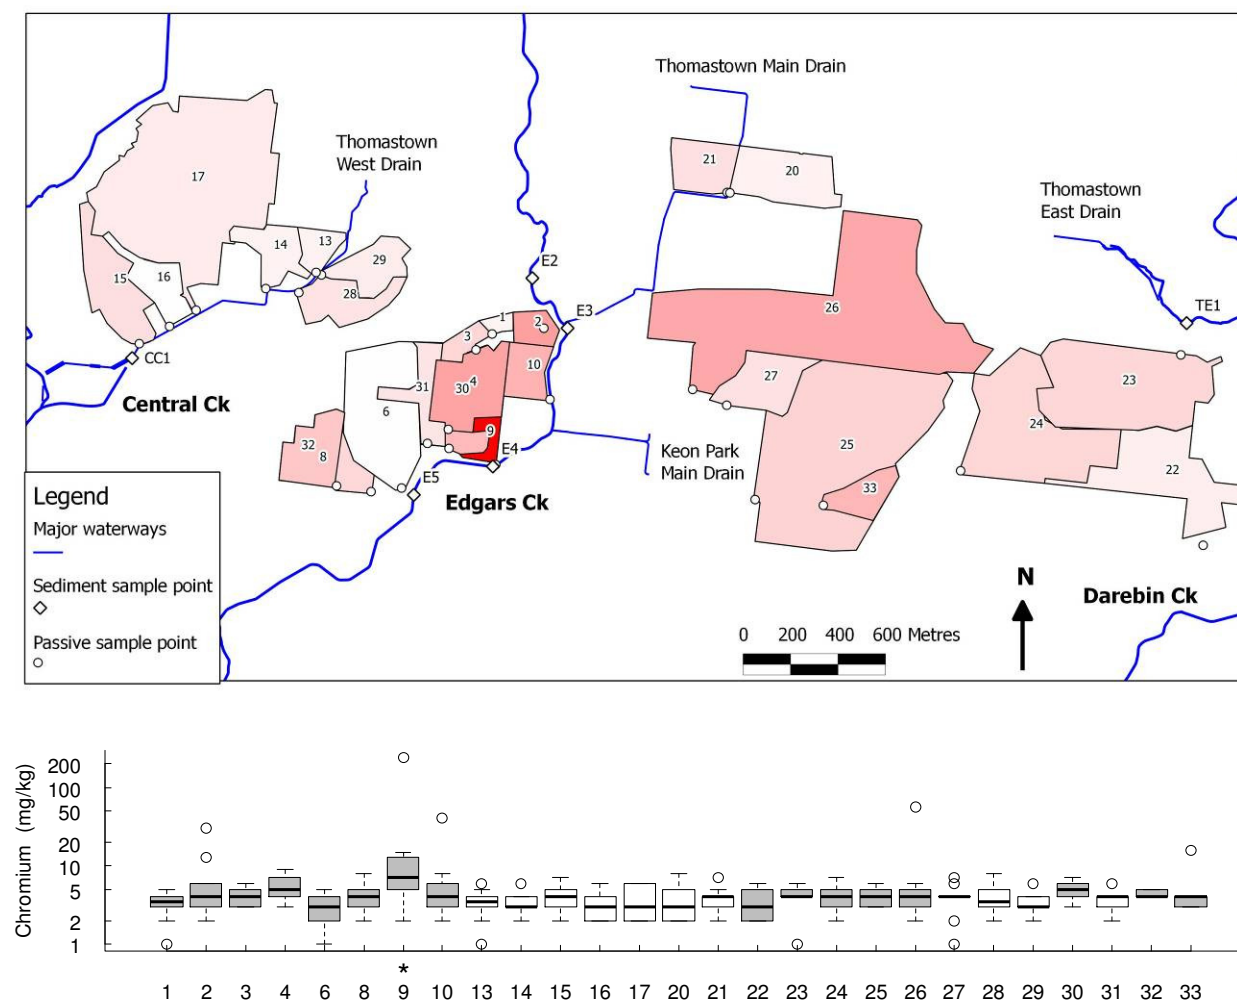 Thomastown Main Drain
Thomastown
West Drain
21
20
17
Thomastown
East Drain
14
13
29
E2
15
16
28
TE1
E3
26
1
2
3
CC1
10
27
23
31
30
4
6
Central Ck
9
24
32
8
E4
Keon Park
Main Drain
25
22
E5
33
Edgars Ck
Legend
Major waterways
Sediment sample point
Passive sample point
N
Darebin Ck
0 200 400 600 Metres
Chromium (mg/kg)
200
100
50
20
10
5
2
1
*
1 2 3 4 6 8 9 10 13 14 15 16 17 20 21 22 23 24 25 26 27 28 29 30 31 32 33